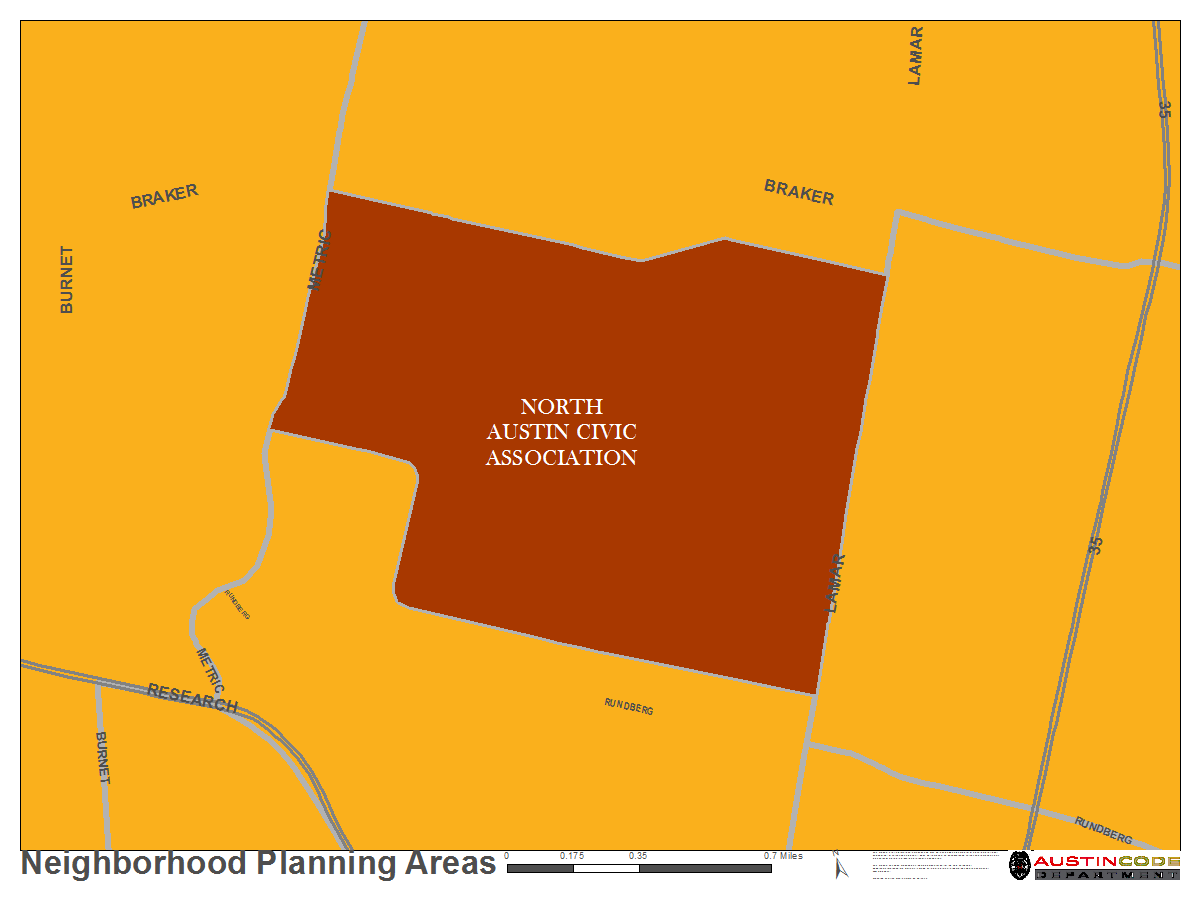 LAMAR
35
BRAKER
BRAKER
BURNET
METRIC
NORTH
AUSTIN CIVIC
ASSOCIATION
35
LAMAR
RUNDBERG
METRIC
RESEARCH
RUNDBERG
BURNET
RUNDBERG
Neighborhood Planning Areas
0 0.175 0.35 0.7 Miles
N
AUSTINCODE
DEPARTMENT